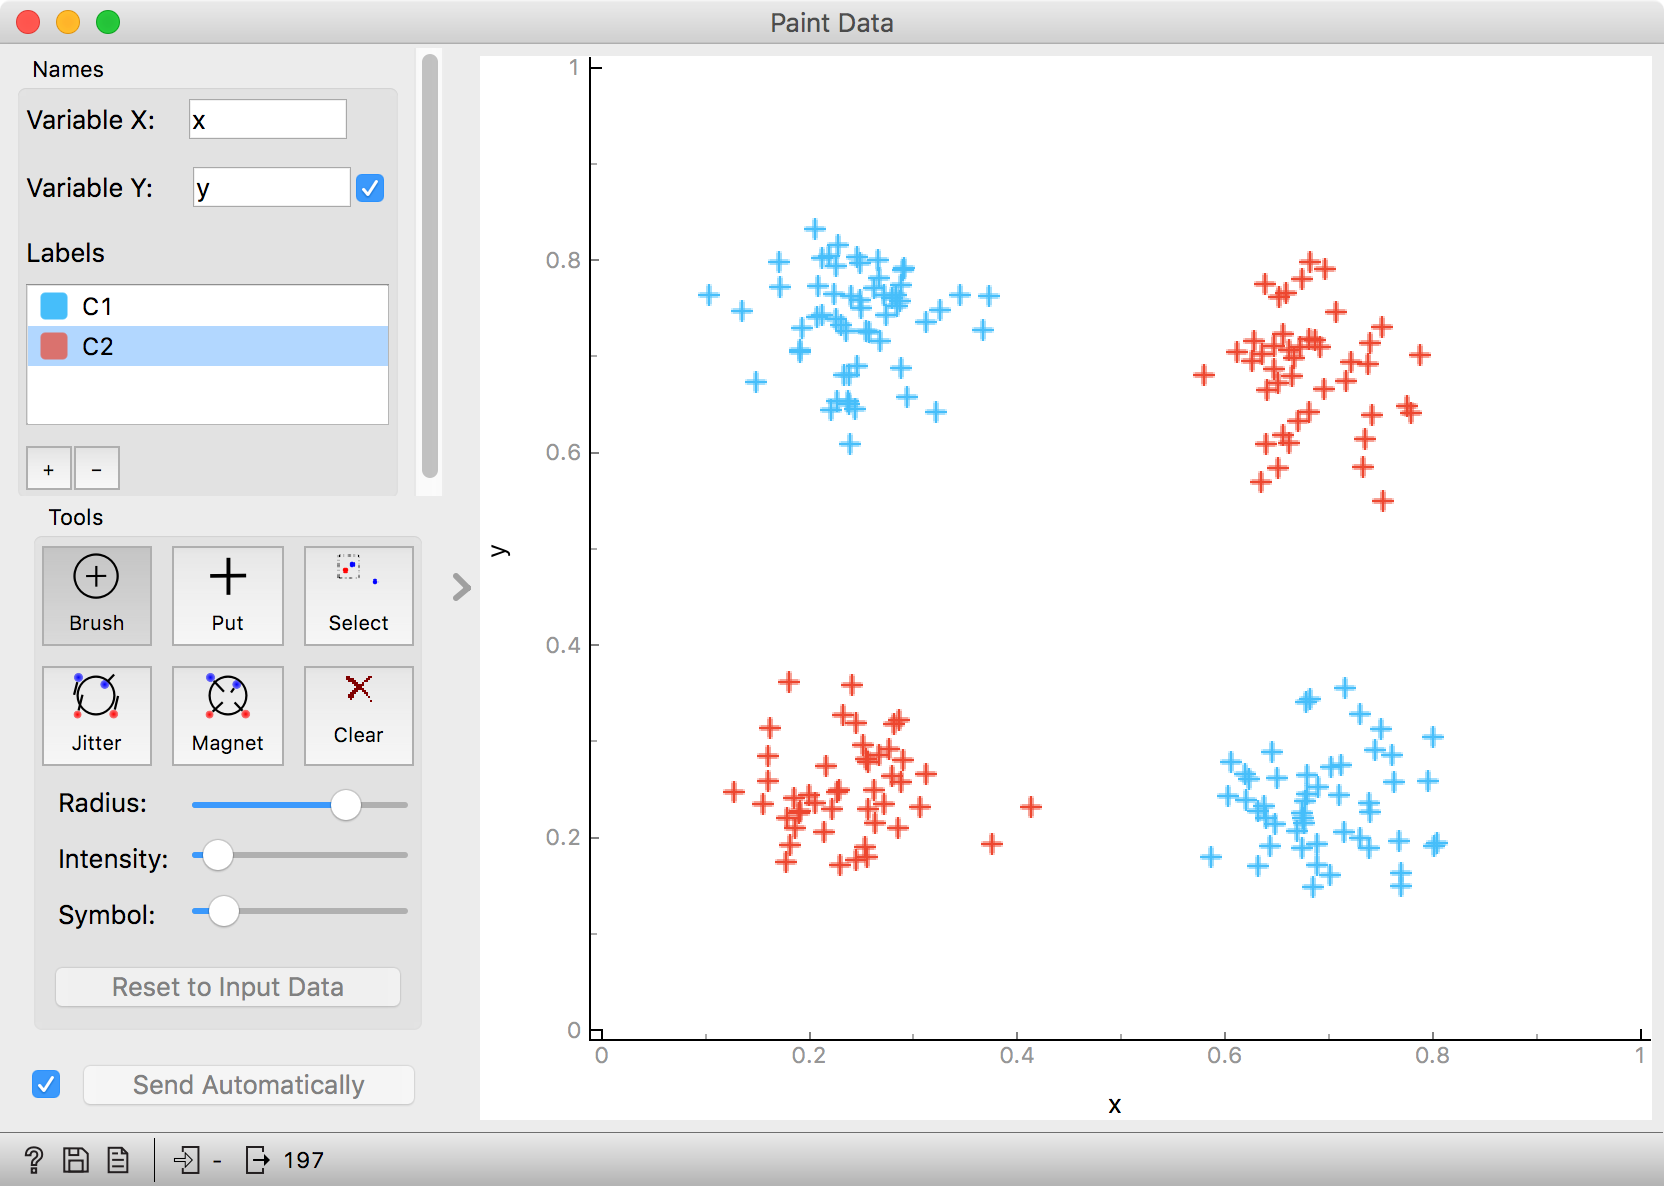 Paint Data
Names
Variable X: x
Variable Y: y
Labels
C1
C2
+ −
Tools
Brush Put Select
Jitter Magnet Clear
Radius:
Intensity:
Symbol:
Reset to Input Data
Send Automatically
? - 197
1
0.8
0.6
0.4
0.2
0
y
0 0.2 0.4 0.6 0.8 1
x